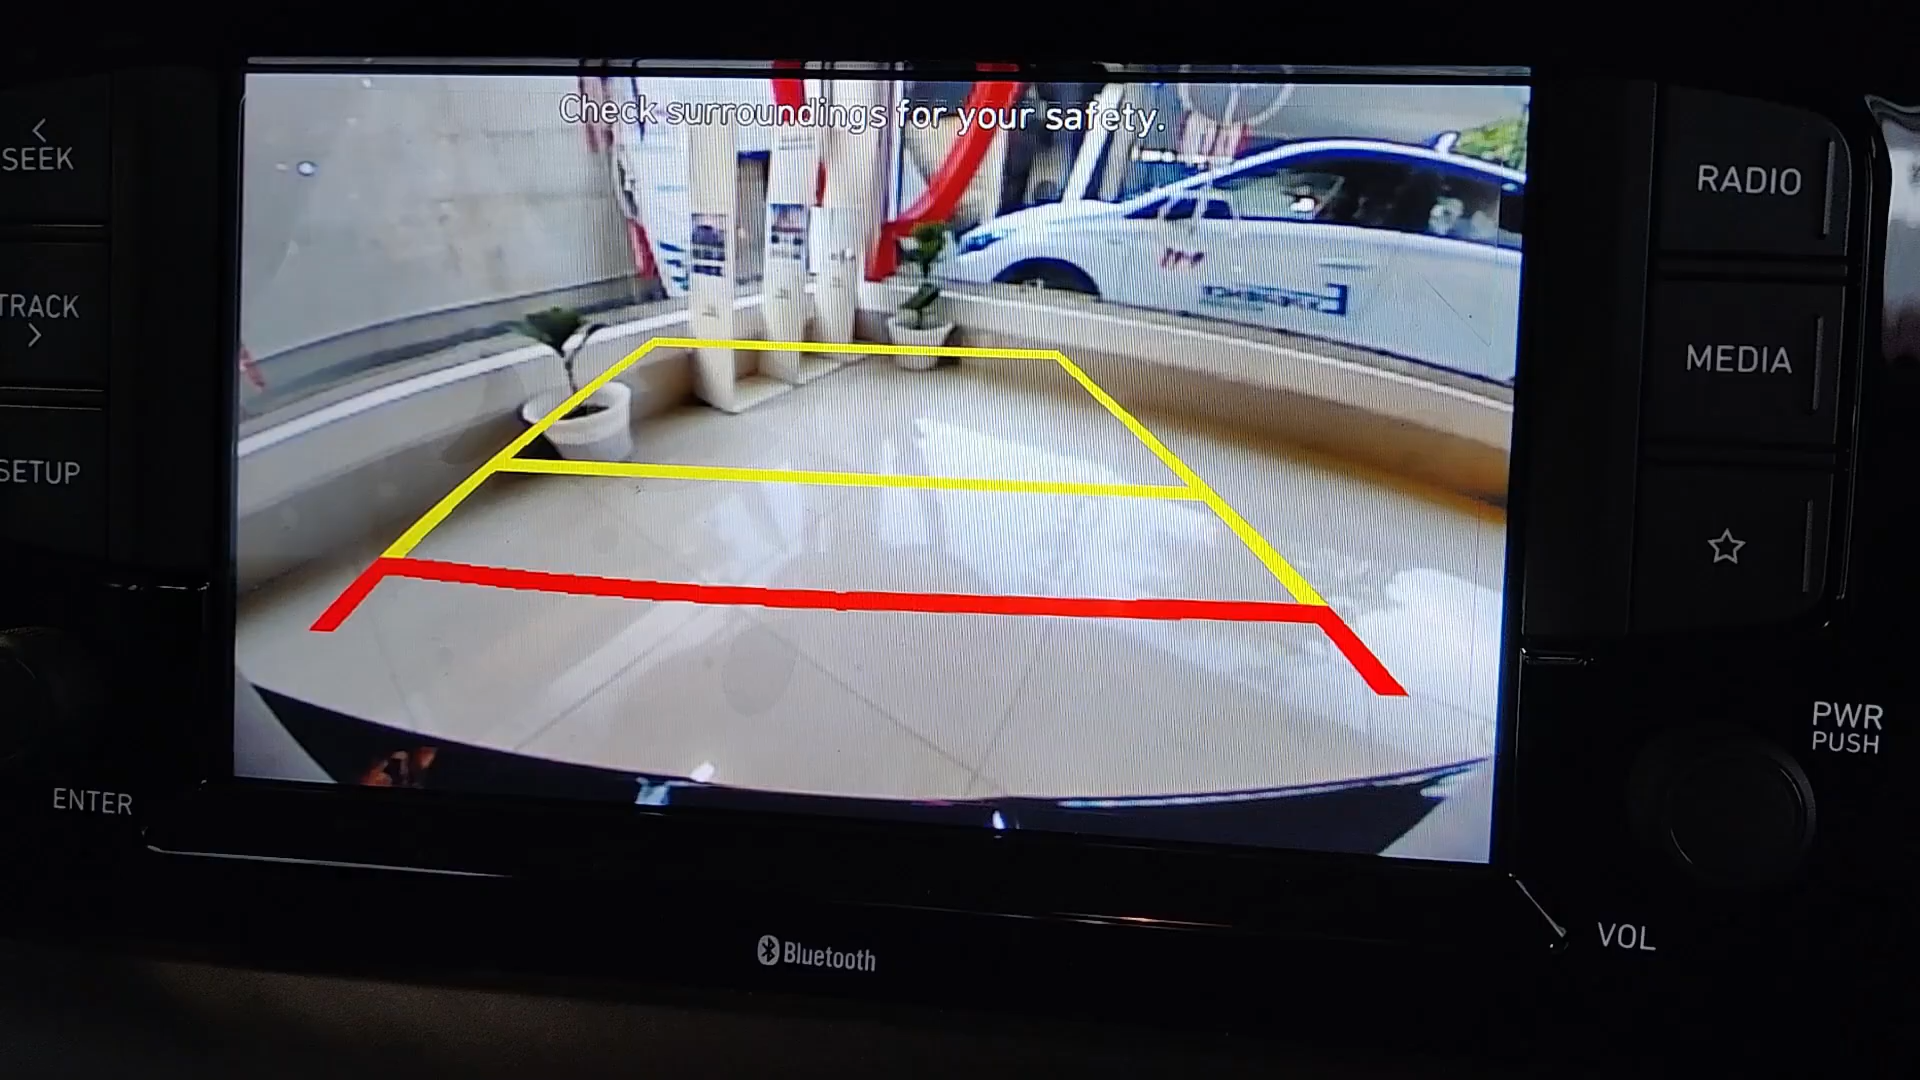 Check surroundings for your safety.
SEEK
TRACK
SETUP
ENTER
RADIO
MEDIA
PWR
PUSH
VOL
Bluetooth